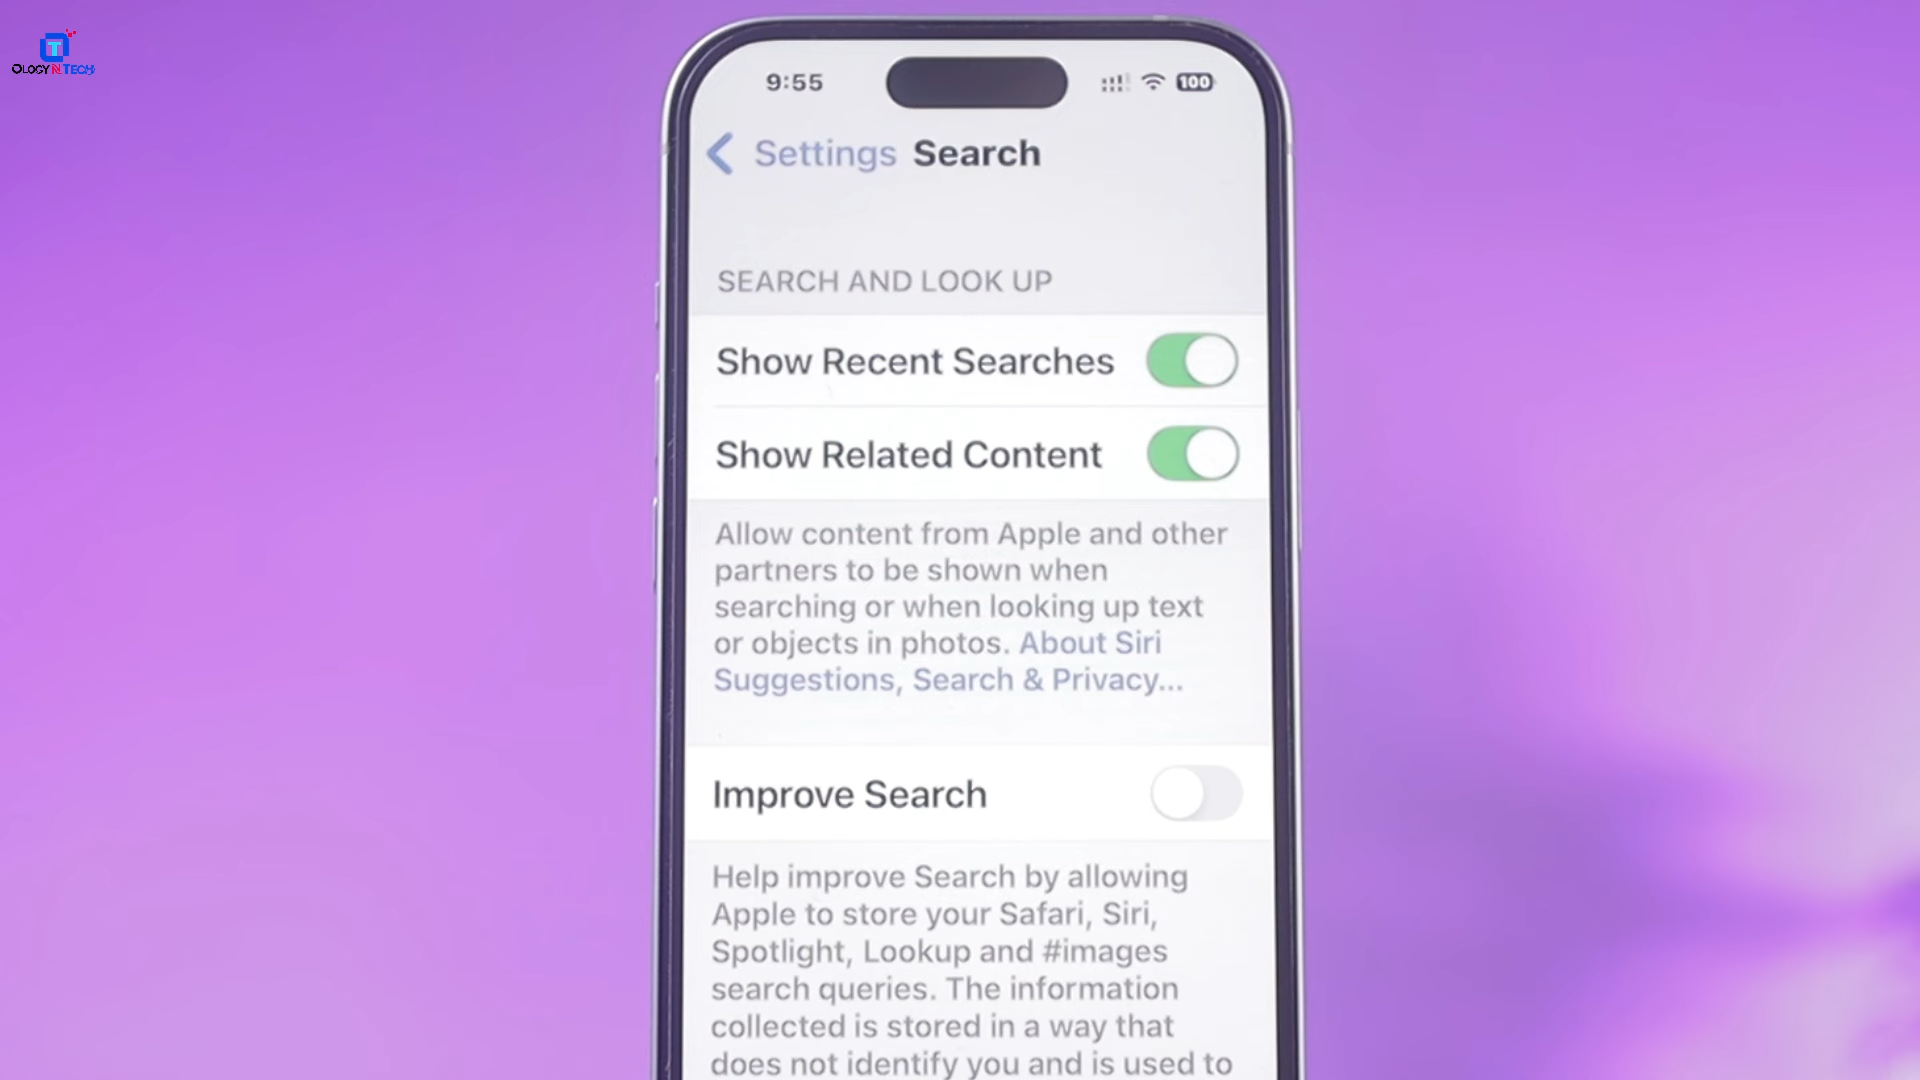 T
OLOGYNTECH
9:55
100
Settings Search
SEARCH AND LOOK UP
Show Recent Searches
Show Related Content
Allow content from Apple and other
partners to be shown when
searching or when looking up text
or objects in photos. About Siri
Suggestions, Search & Privacy...
Improve Search
Help improve Search by allowing
Apple to store your Safari, Siri,
Spotlight, Lookup and #images
search queries. The information
collected is stored in a way that
does not identify you and is used to